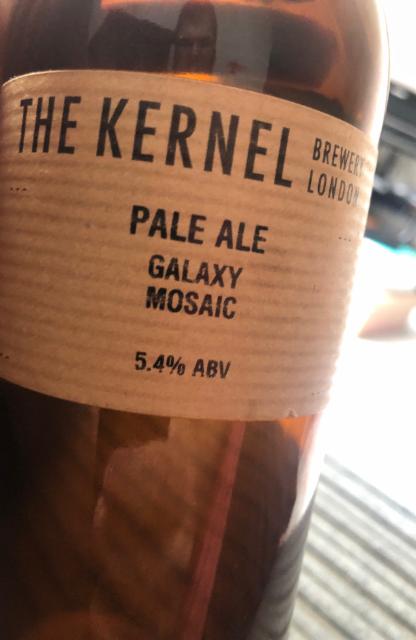 THE KERNEL BREWERY
LONDON
PALE ALE
GALAXY
MOSAIC
5.4% ABV